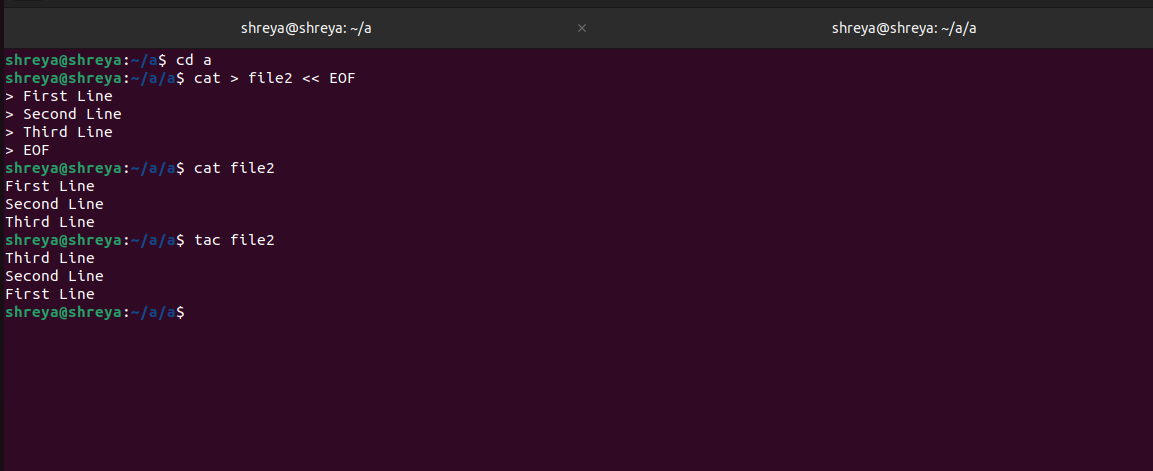 shreya@shreya: ~/a × shreya@shreya: ~/a/a
shreya@shreya:~/a$ cd a
shreya@shreya:~/a/a$ cat > file2 << EOF
> First Line
> Second Line
> Third Line
> EOF
shreya@shreya:~/a/a$ cat file2
First Line
Second Line
Third Line
shreya@shreya:~/a/a$ tac file2
Third Line
Second Line
First Line
shreya@shreya:~/a/a$